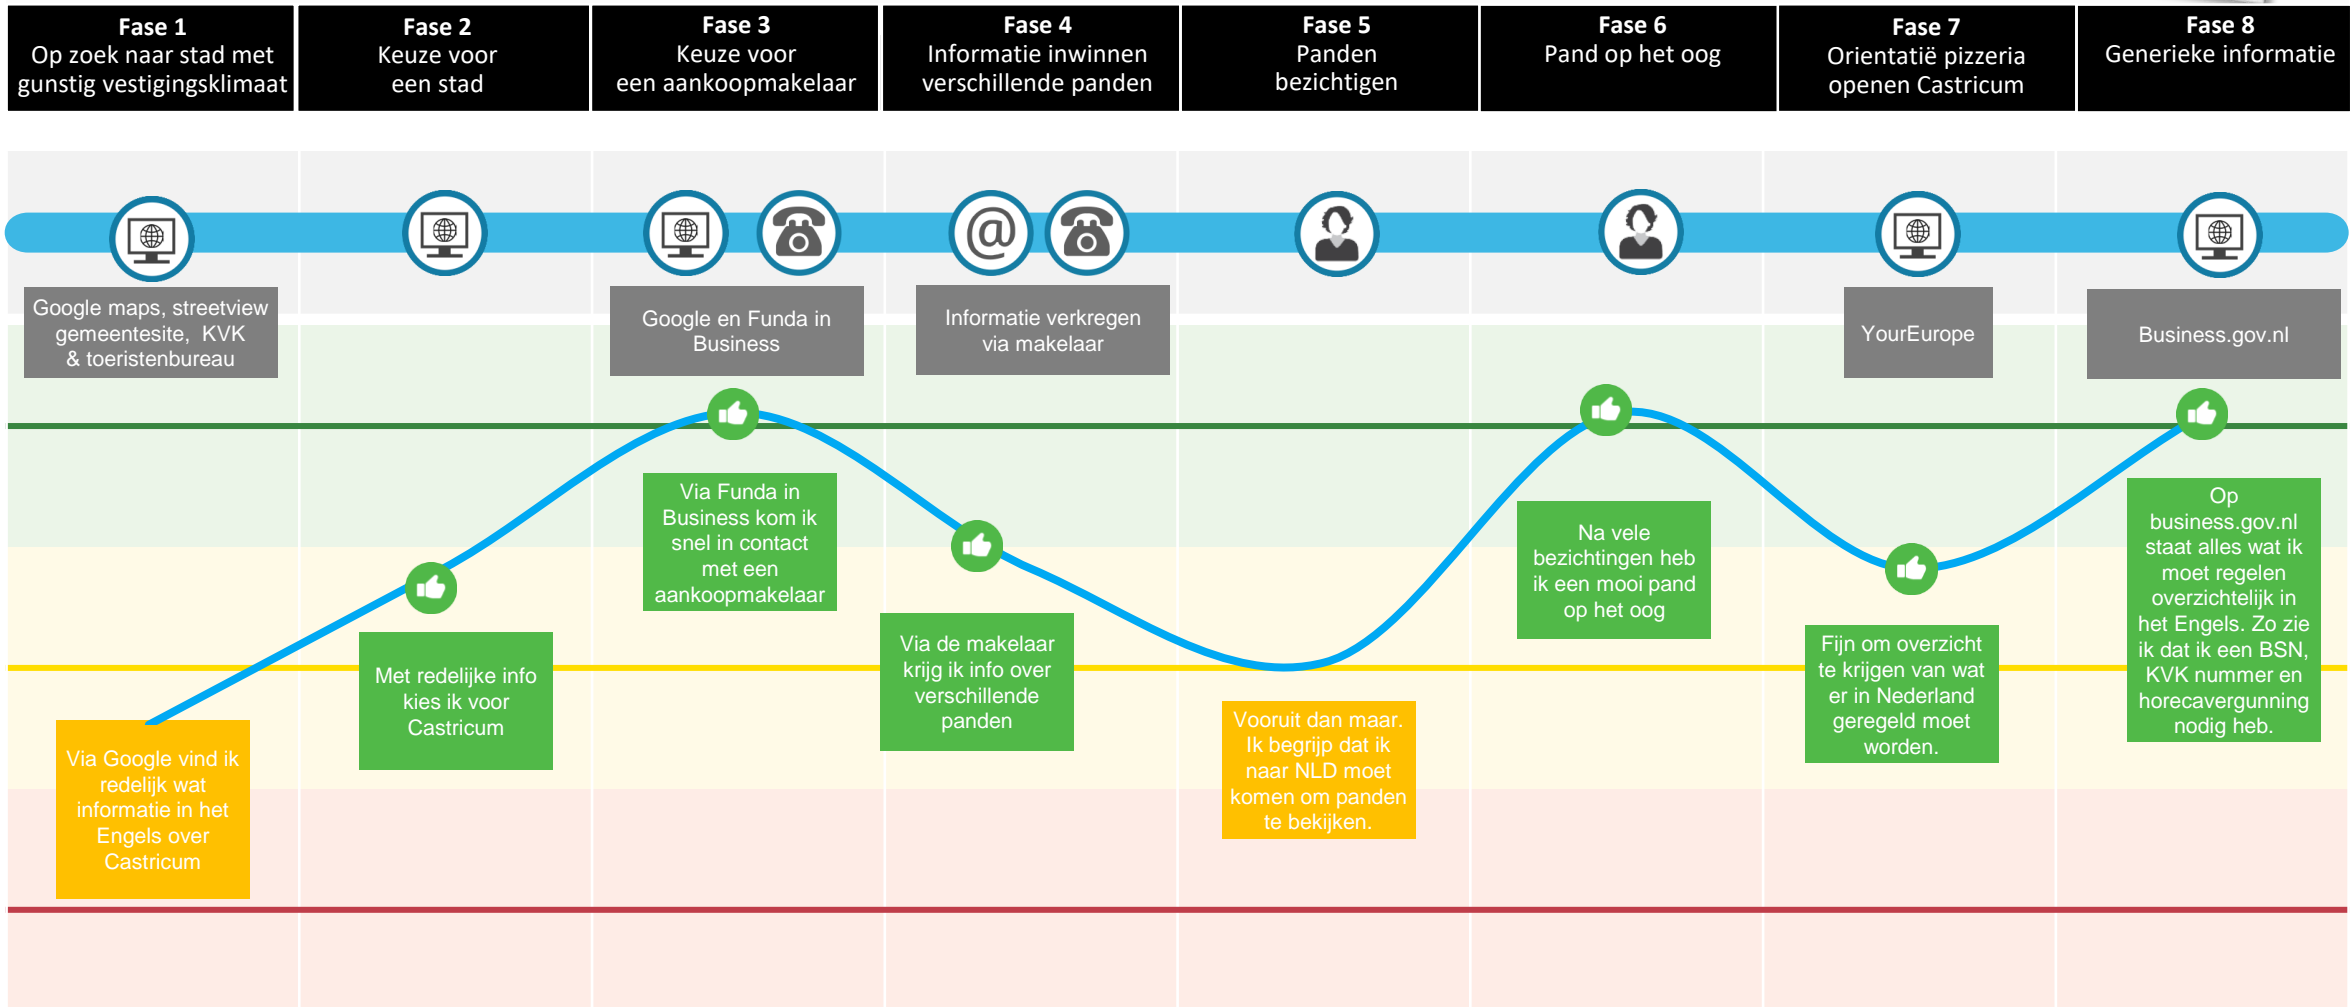 Fase 1
Op zoek naar stad met
gunstig vestigingsklimaat
Fase 2
Keuze voor
een stad
Fase 3
Keuze voor
een aankoopmakelaar
Fase 4
Informatie inwinnen
verschillende panden
Fase 5
Panden
bezichtigen
Fase 6
Pand op het oog
Fase 7
Orientatië pizzeria
openen Castricum
Fase 8
Generieke informatie
@
Google maps, streetview
gemeentesite, KVK
& toeristenbureau
Google en Funda in
Business
Informatie verkregen
via makelaar
YourEurope
Business.gov.nl
Via Google vind ik
redelijk wat
informatie in het
Engels over
Castricum
Met redelijke info
kies ik voor
Castricum
Via Funda in
Business kom ik
snel in contact
met een
aankoopmakelaar
Via de makelaar
krijg ik info over
verschillende
panden
Vooruit dan maar.
Ik begrijp dat ik
naar NLD moet
komen om panden
te bekijken.
Na vele
bezichtingen heb
ik een mooi pand
op het oog
Fijn om overzicht
te krijgen van wat
er in Nederland
geregeld moet
worden.
Op
business.gov.nl
staat alles wat ik
moet regelen
overzichtelijk in
het Engels. Zo zie
ik dat ik een BSN,
KVK nummer en
horecavergunning
nodig heb.